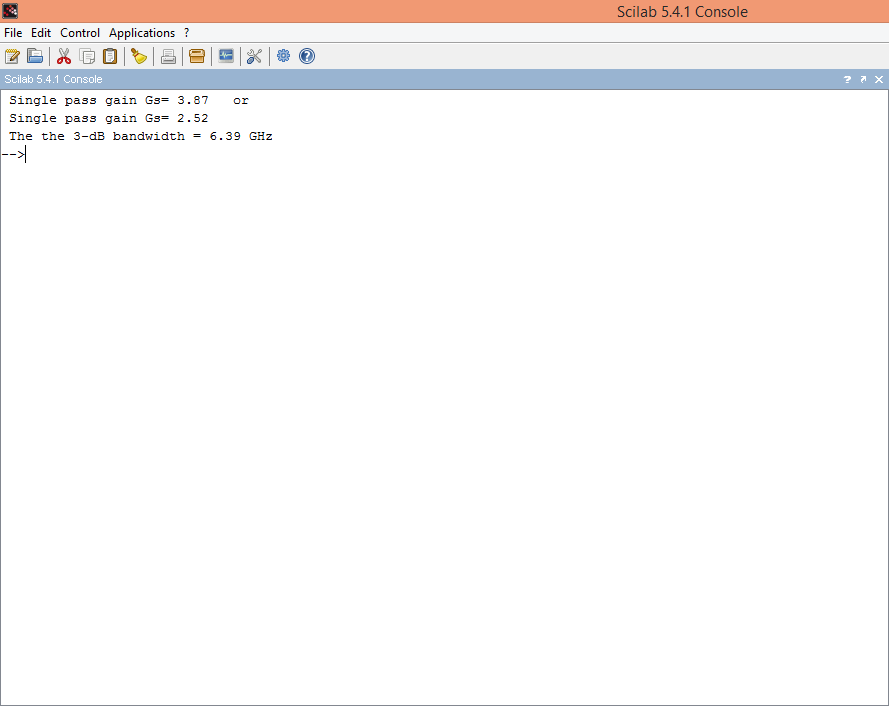 Scilab 5.4.1 Console
File Edit Control Applications ?
Scilab 5.4.1 Console
Single pass gain Gs= 3.87 or
Single pass gain Gs= 2.52
The the 3-dB bandwidth = 6.39 GHz
-->